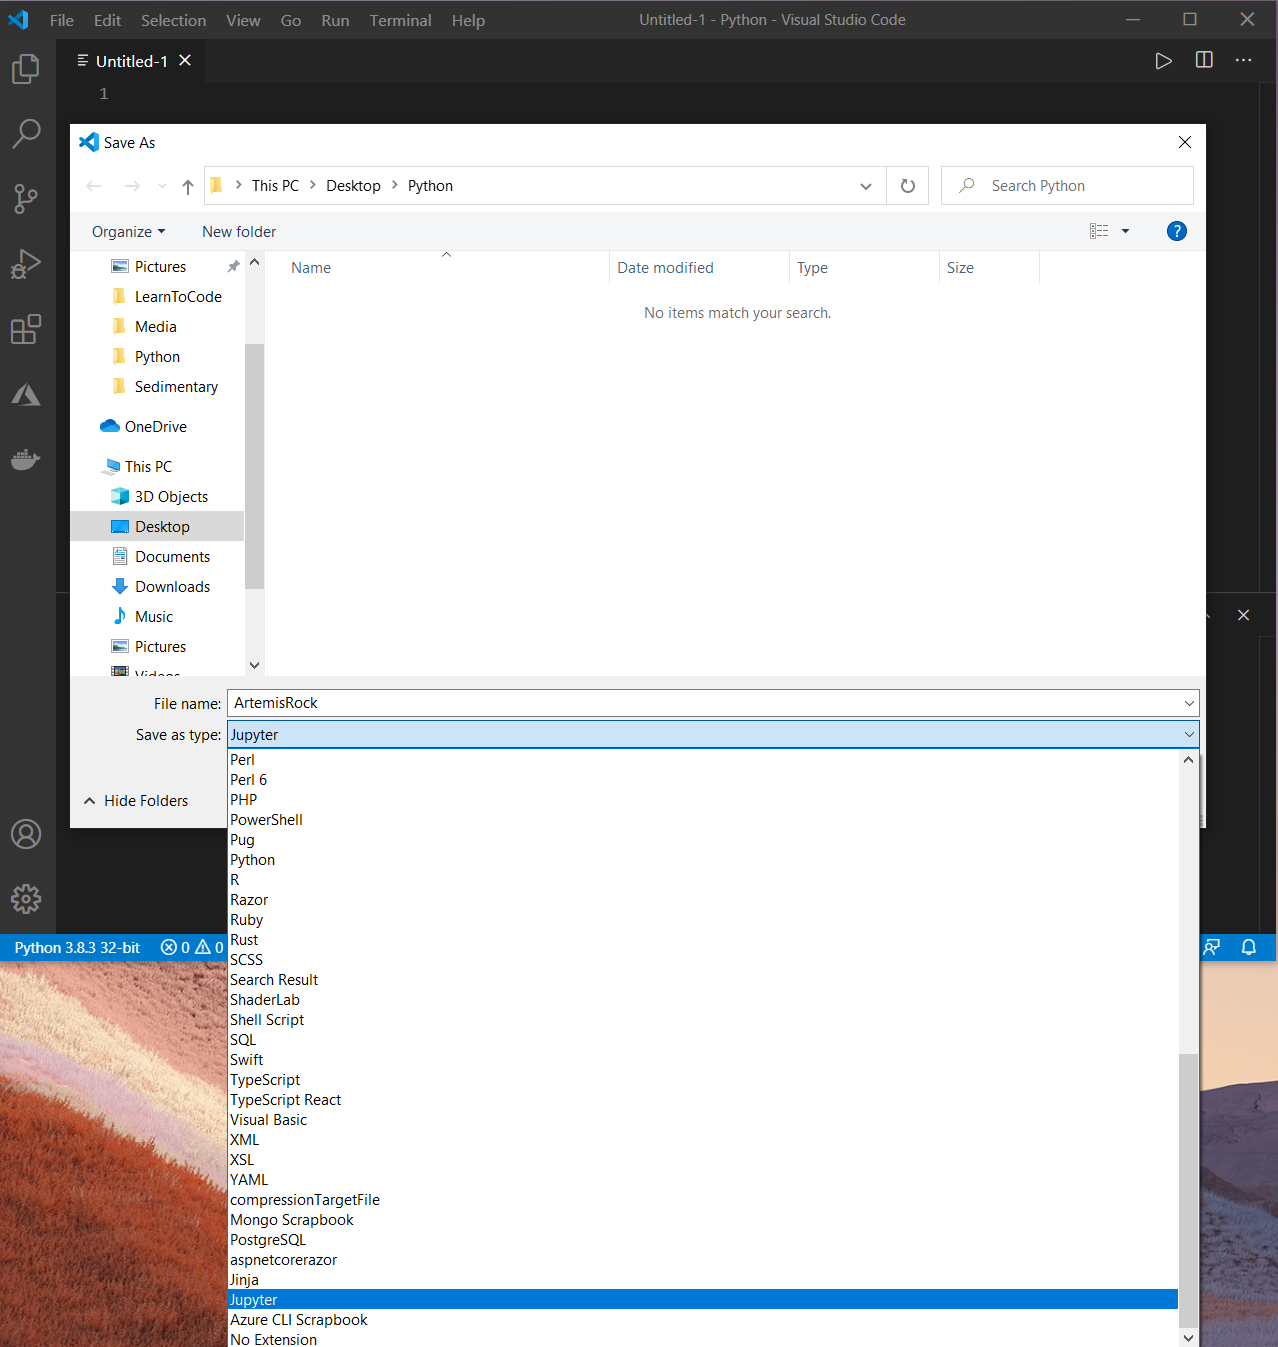 File Edit Selection View Go Run Terminal Help Untitled-1 - Python - Visual Studio Code
Untitled-1
1
Save As
This PC > Desktop > Python Search Python
Organize New folder
Name Date modified Type Size
No items match your search.
Pictures
LearnToCode
Media
Python
Sedimentary
OneDrive
This PC
3D Objects
Desktop
Documents
Downloads
Music
Pictures
Videos
File name: ArtemisRock
Save as type: Jupyter
Hide Folders
Perl
Perl 6
PHP
PowerShell
Pug
Python
R
Razor
Ruby
Rust
SCSS
Search Result
ShaderLab
Shell Script
SQL
Swift
TypeScript
TypeScript React
Visual Basic
XML
XSL
YAML
compressionTargetFile
Mongo Scrapbook
PostgreSQL
aspnetcorerazor
Jinja
Jupyter
Azure CLI Scrapbook
No Extension
Python 3.8.3 32-bit 0 0